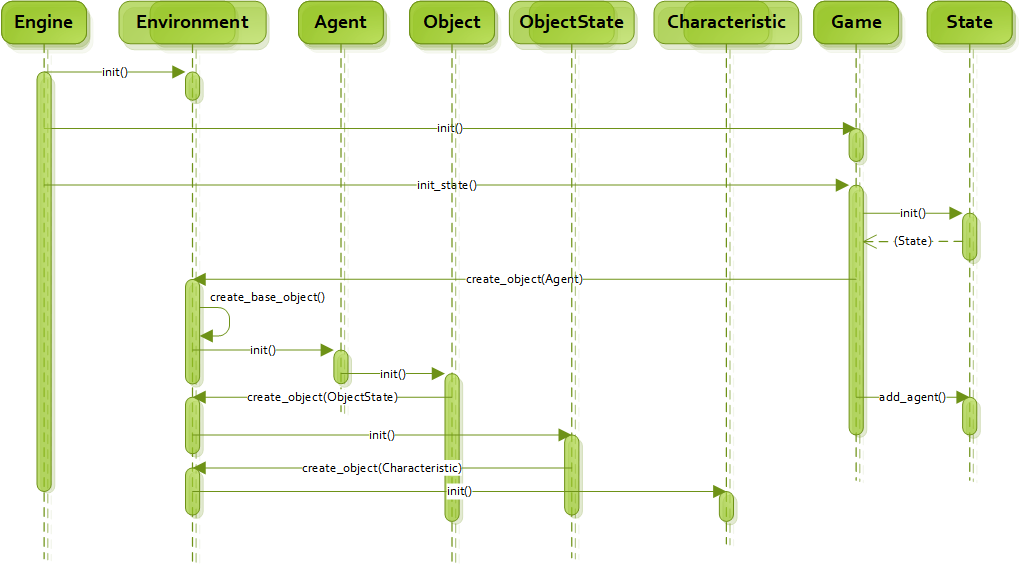 Engine
Environment
Agent
Object
ObjectState
Characteristic
Game
State
init()
init()
init_state()
init()
(State)
create_object(Agent)
create_base_object()
init()
init()
create_object(ObjectState)
add_agent()
init()
create_object(Characteristic)
init()